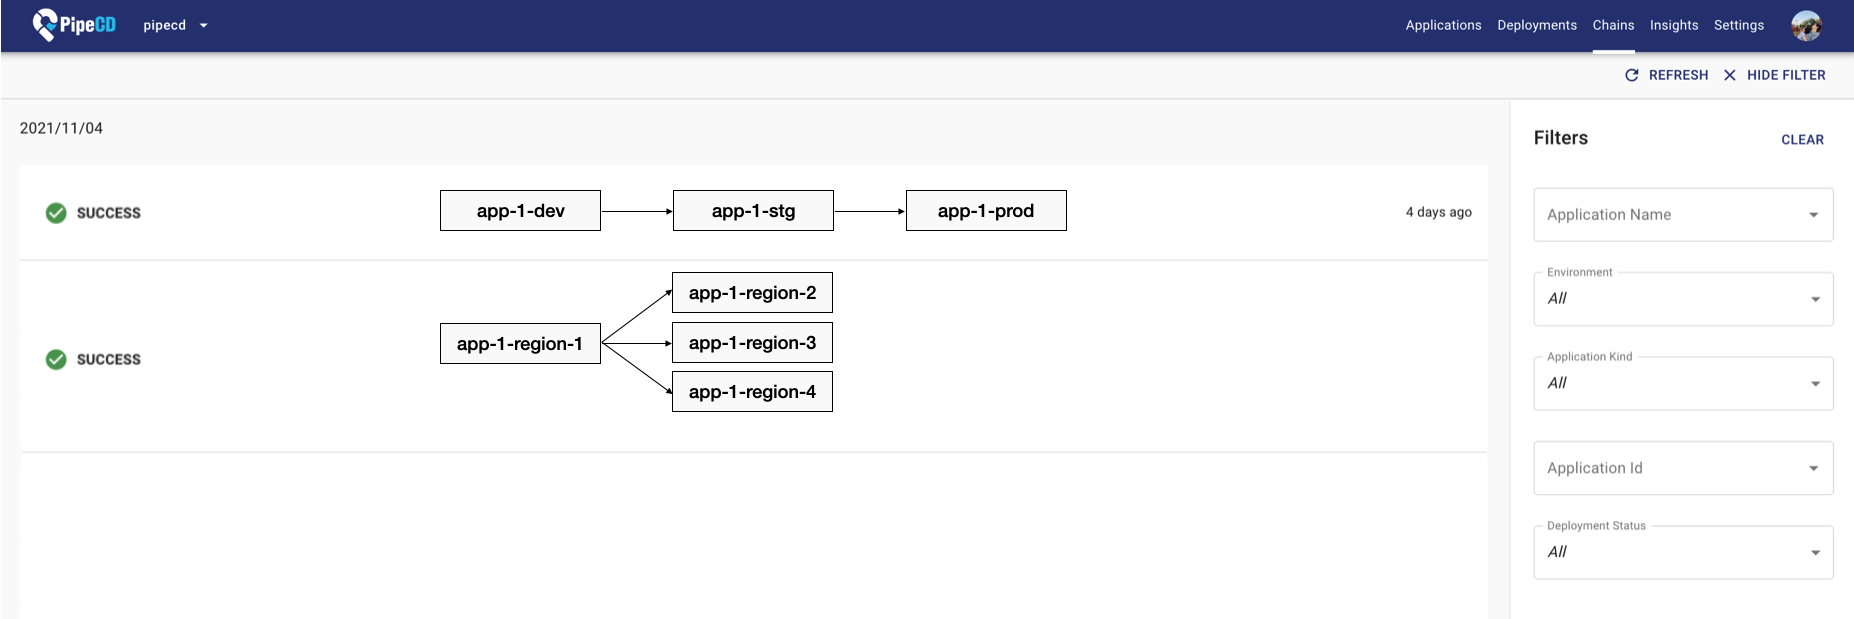 PipeCD
pipecd
Applications Deployments Chains Insights Settings
REFRESH HIDE FILTER
2021/11/04
SUCCESS
app-1-dev
app-1-stg
app-1-prod
4 days ago
SUCCESS
app-1-region-1
app-1-region-2
app-1-region-3
app-1-region-4
Filters
CLEAR
Application Name
Environment
All
Application Kind
All
Application Id
Deployment Status
All